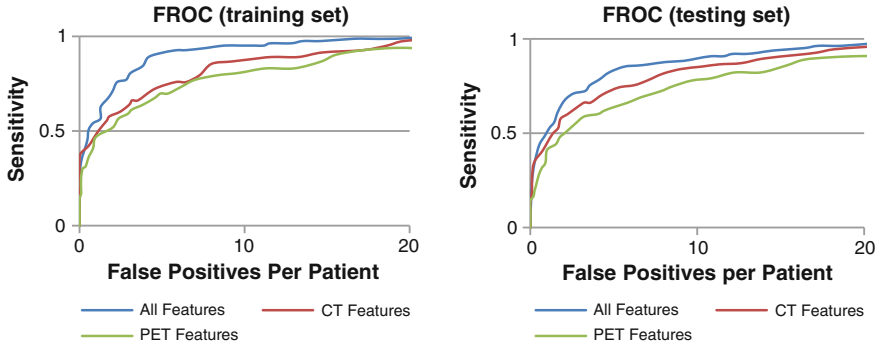 FROC (training set)
1
0.5
0
Sensitivity
0
10
20
False Positives Per Patient
All Features
CT Features
PET Features
FROC (testing set)
1
0.5
0
Sensitivity
0
10
20
False Positives per Patient
All Features
CT Features
PET Features